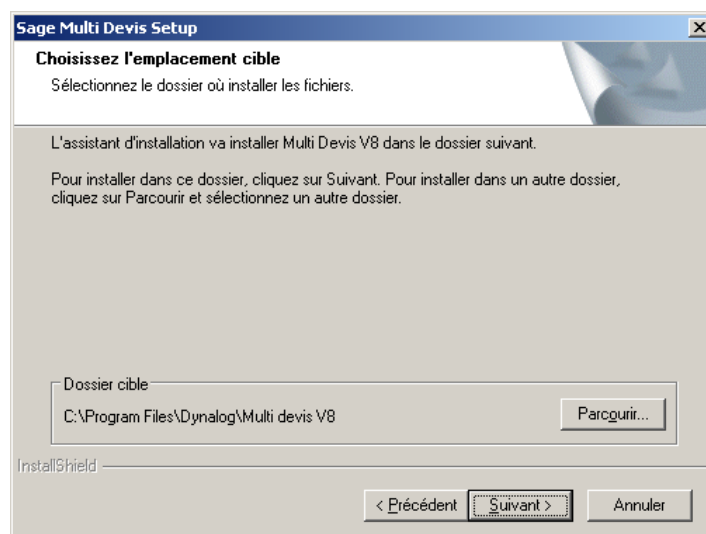 Sage Multi Devis Setup
Choisissez l'emplacement cible
Sélectionnez le dossier où installer les fichiers.
L'assistant d'installation va installer Multi Devis V8 dans le dossier suivant.
Pour installer dans ce dossier, cliquez sur Suivant. Pour installer dans un autre dossier,
cliquez sur Parcourir et sélectionnez un autre dossier.
Dossier cible
C:\Program Files\Dynalog\Multi devis V8
Parcourir...
InstallShield
< Précédent
Suivant >
Annuler